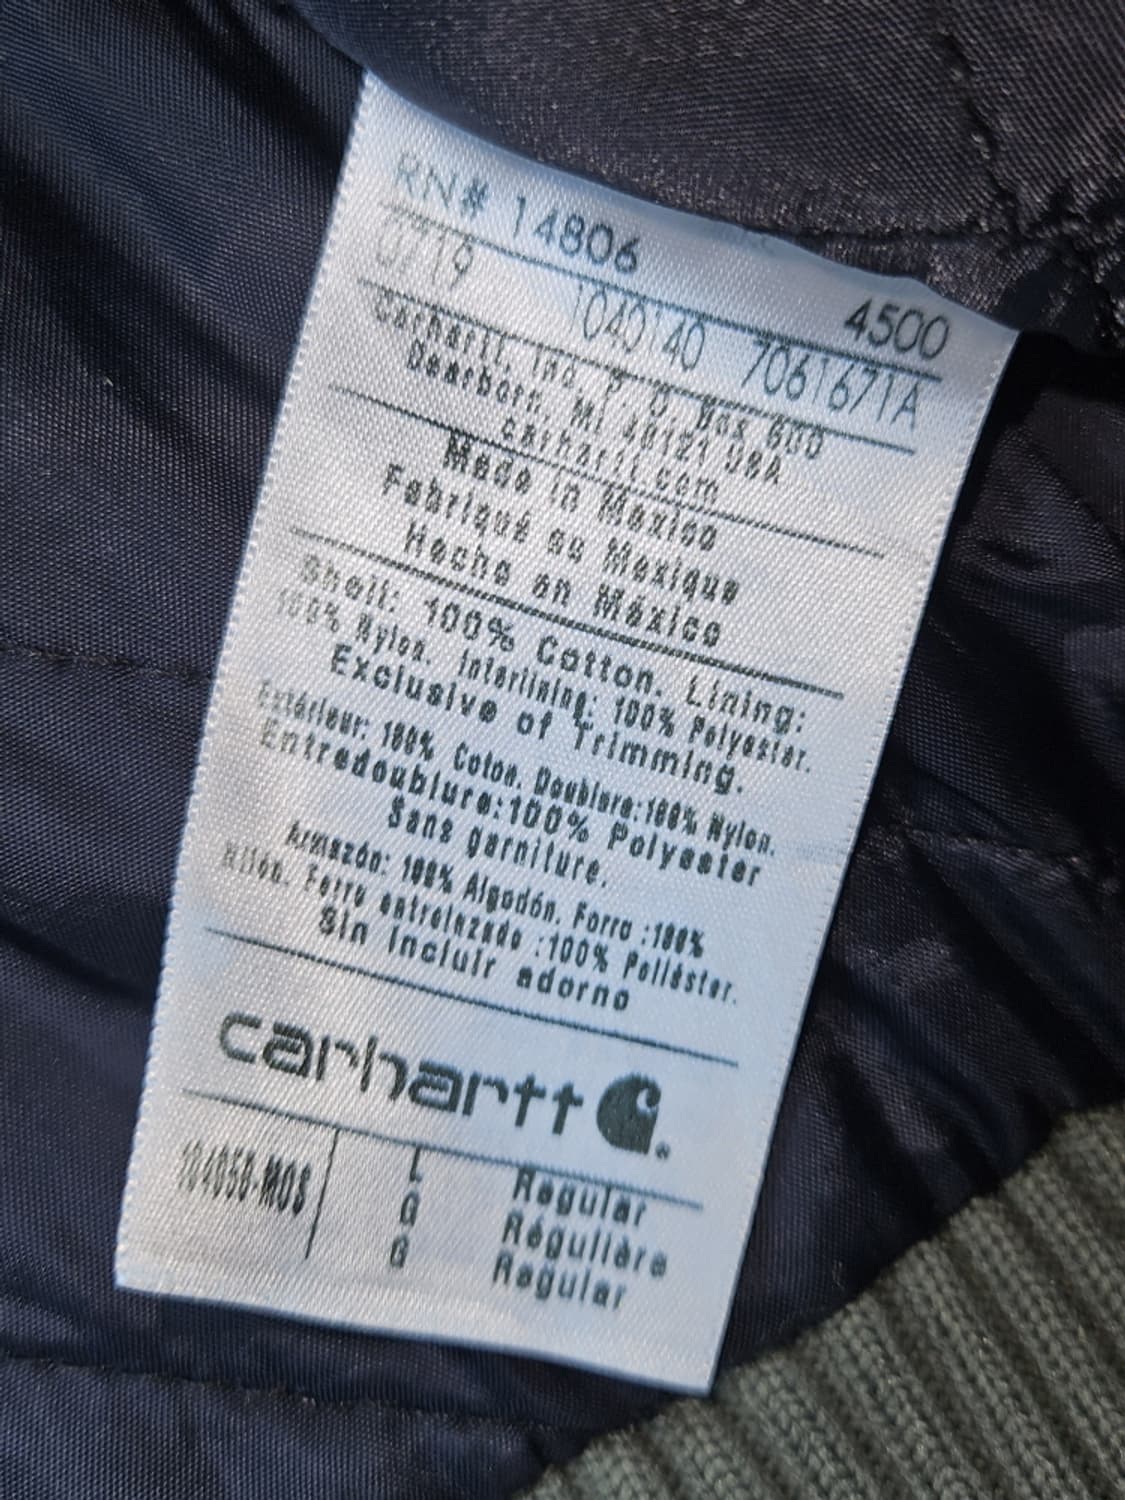 RN# 14806 4500
0719 1040140 7061671A
Carhartt, Inc. P. O. Box 600
Dearborn, MI 48121 USA
carhartt.com
Made in Mexico
Fabriqué au Mexique
Hecho en México
Shell: 100% Cotton. Lining:
100% Nylon. Interlining: 100% Polyester.
Exclusive of Trimming.
Extérieur: 100% Coton. Doublure:100% Nylon.
Entredoublure:100% Polyester
Sans garniture.
Armazón: 100% Algodón. Forro :100%
Nilón. Forro entrelazado :100% Poliéster.
Sin incluir adorno
carhartt
104050-MOS L Regular
G Régulière
G Regular